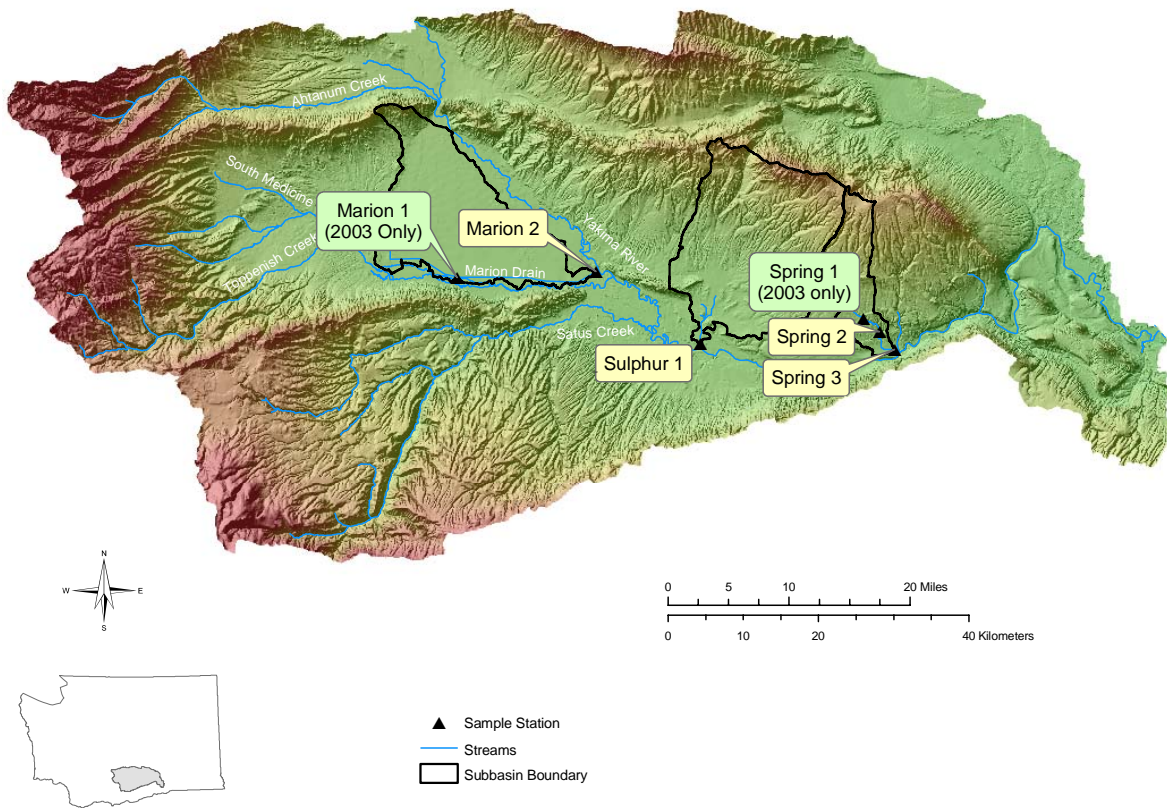 Ahtanum Creek
South Medicine
Toppenish Creek
Marion 1
(2003 Only)
Marion 2
Yakima River
Marion Drain
Satus Creek
Spring 1
(2003 only)
Spring 2
Sulphur 1
Spring 3
N
W
E
S
0 5 10 20 Miles
0 10 20 40 Kilometers
Sample Station
Streams
Subbasin Boundary